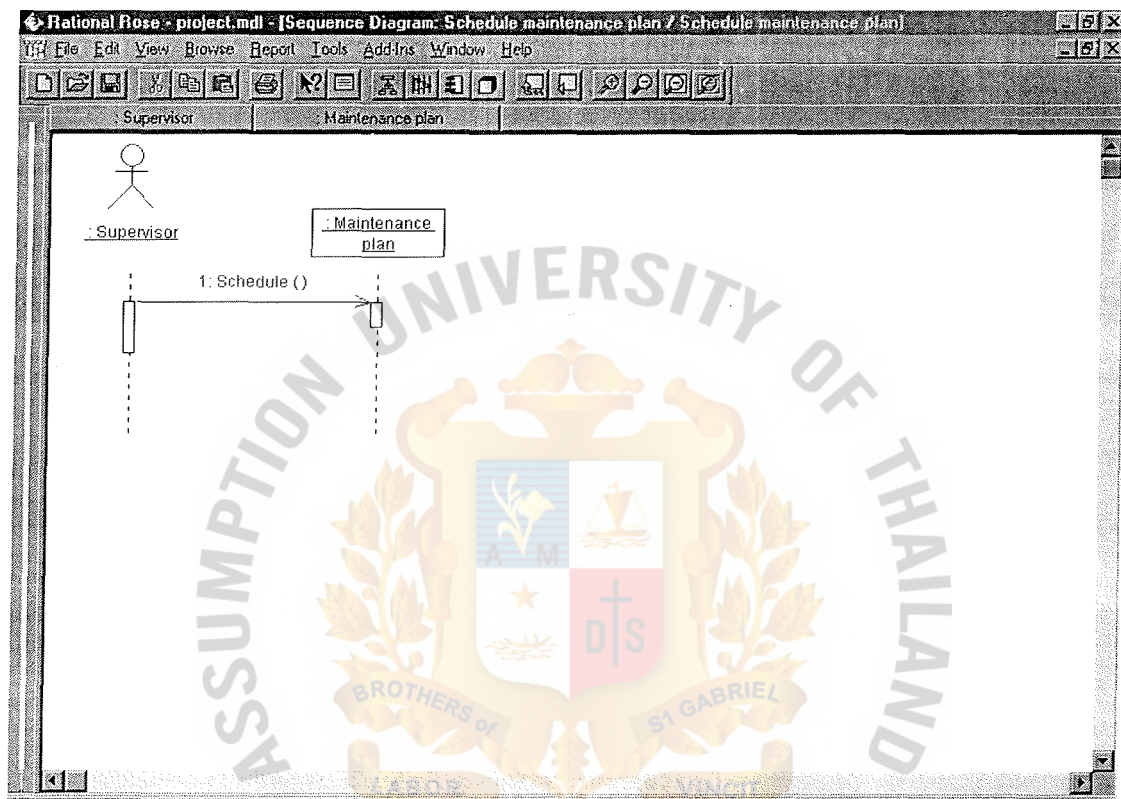 Rational Rose - project.mdl - [Sequence Diagram: Schedule maintenance plan / Schedule maintenance plan]
File Edit View Browse Report Tools Add-Ins Window Help
: Supervisor : Maintenance plan
: Supervisor
: Maintenance
plan
1: Schedule ( )
ASSUMPTION UNIVERSITY OF THAILAND
A M
D S
BROTHERS of ST GABRIEL
LABOR VINCIT